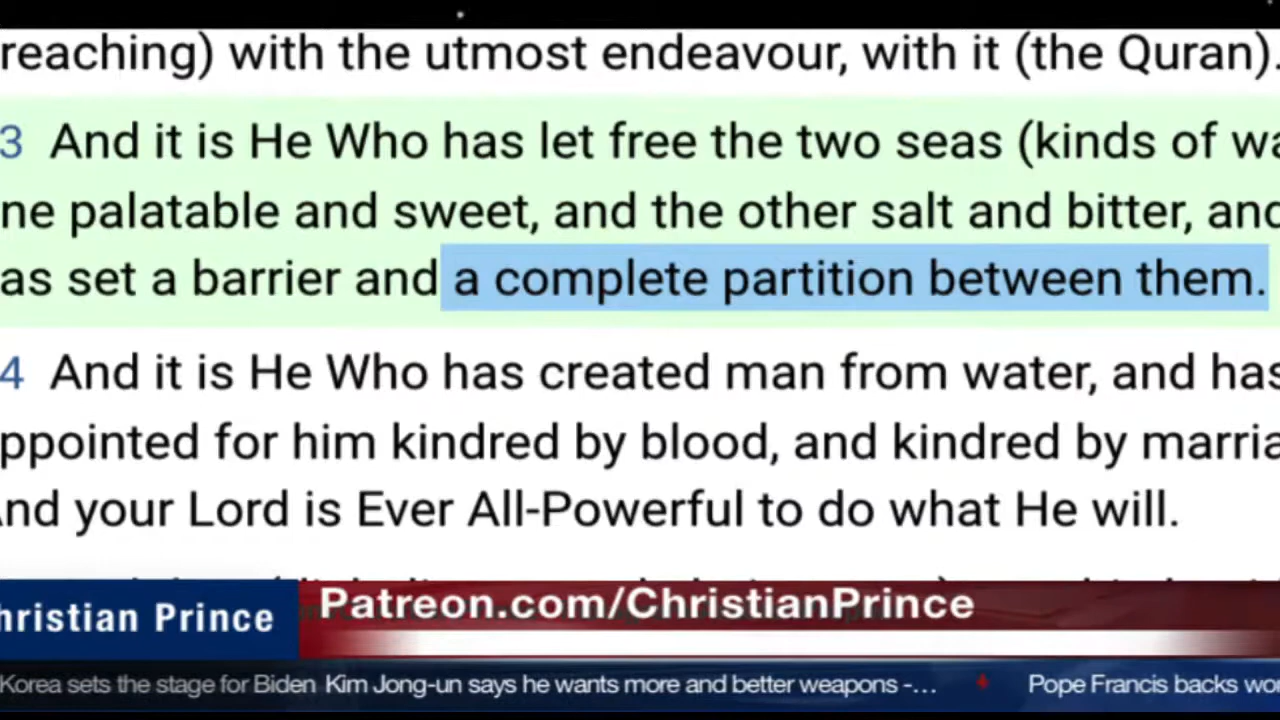 reaching) with the utmost endeavour, with it (the Quran).
3 And it is He Who has let free the two seas (kinds of wa
ne palatable and sweet, and the other salt and bitter, and
as set a barrier and a complete partition between them.
4 And it is He Who has created man from water, and has
ppointed for him kindred by blood, and kindred by marria
And your Lord is Ever All-Powerful to do what He will.
hristian Prince
Patreon.com/ChristianPrince
Korea sets the stage for Biden Kim Jong-un says he wants more and better weapons -... Pope Francis backs wor